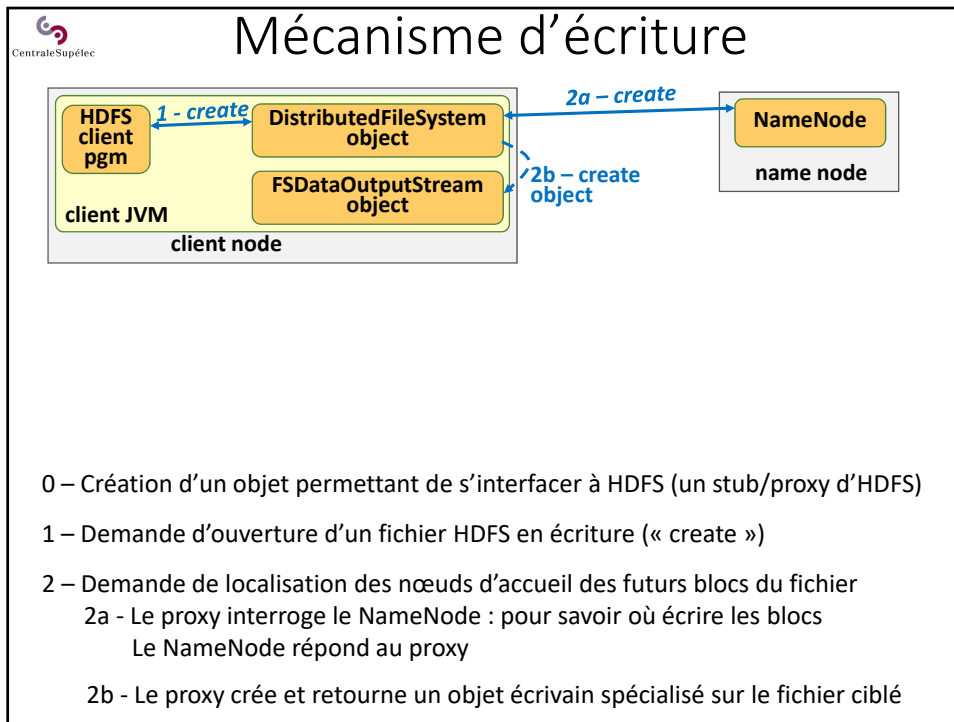 CentraleSupélec
Mécanisme d’écriture
HDFS
client
pgm
1 - create
DistributedFileSystem
object
2a – create
NameNode
name node
2b – create
object
FSDataOutputStream
object
client JVM
client node
0 – Création d’un objet permettant de s’interfacer à HDFS (un stub/proxy d’HDFS)
1 – Demande d’ouverture d’un fichier HDFS en écriture (« create »)
2 – Demande de localisation des nœuds d’accueil des futurs blocs du fichier
2a - Le proxy interroge le NameNode : pour savoir où écrire les blocs
Le NameNode répond au proxy
2b - Le proxy crée et retourne un objet écrivain spécialisé sur le fichier ciblé